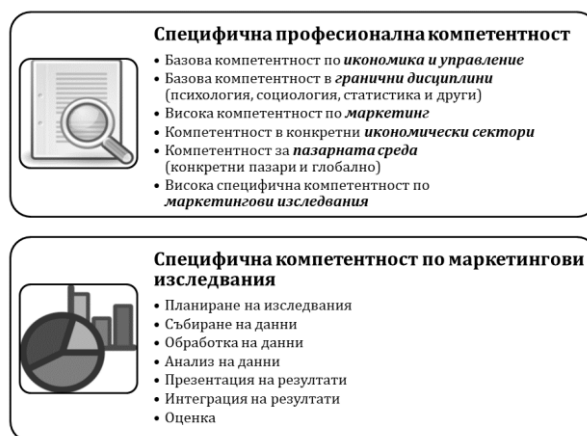 Специфична професионална компетентност
• Базова компетентност по икономика и управление
• Базова компетентност в гранични дисциплини
(психология, социология, статистика и други)
• Висока компетентност по маркетинг
• Компетентност в конкретни икономически сектори
• Компетентност за пазарната среда
(конкретни пазари и глобално)
• Висока специфична компетентност по
маркетингови изследвания
Специфична компетентност по маркетингови
изследвания
• Планиране на изследвания
• Събиране на данни
• Обработка на данни
• Анализ на данни
• Презентация на резултати
• Интеграция на резултати
• Оценка